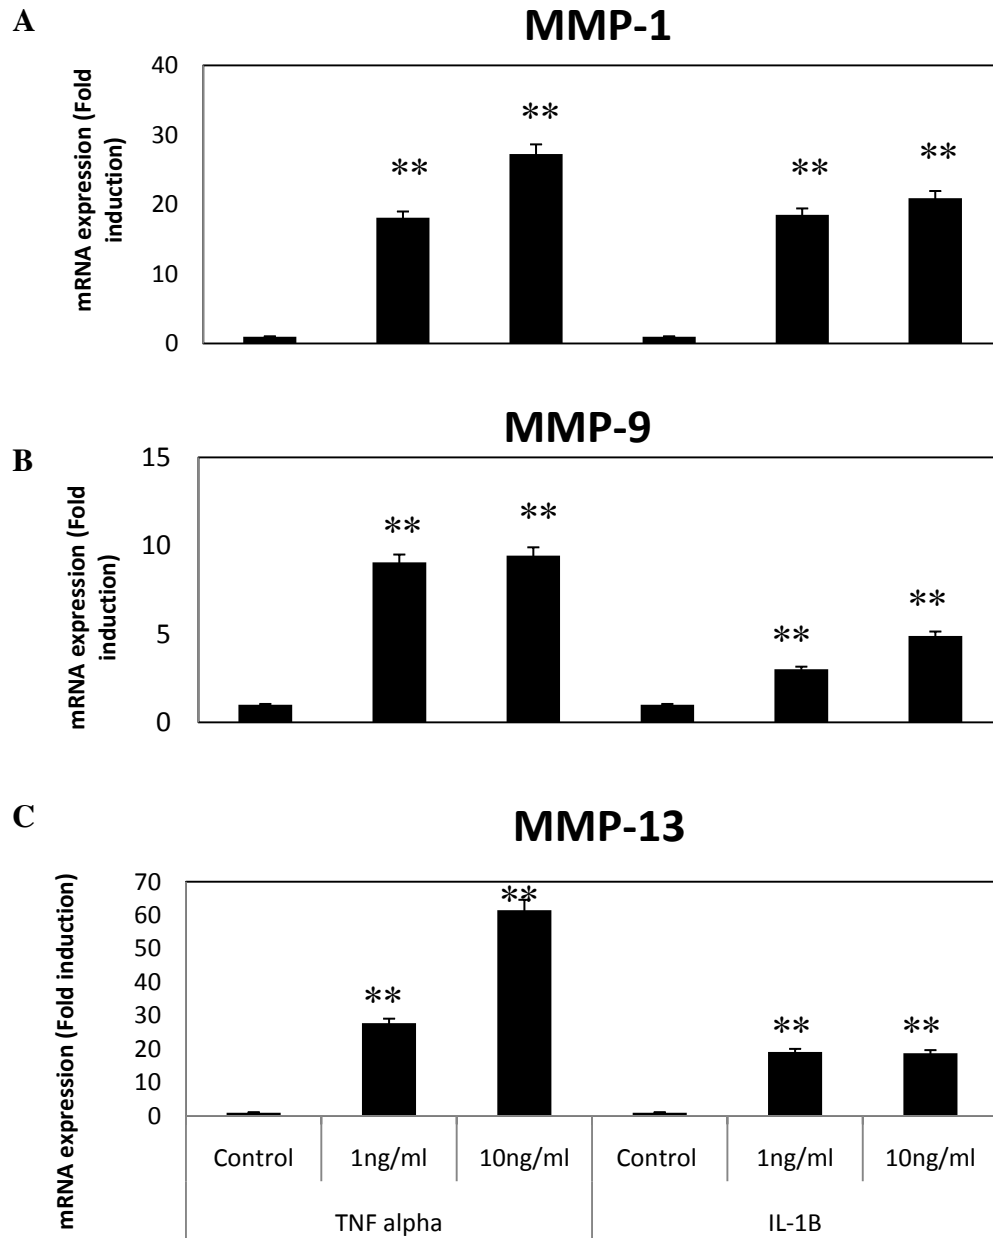 A
MMP-1
mRNA expression (Fold
induction)
40
30
20
10
0
**
**
**
**
B
MMP-9
mRNA expression (Fold
induction)
15
10
5
0
**
**
**
**
C
MMP-13
mRNA expression (Fold induction)
70
60
50
40
30
20
10
0
**
**
**
**
Control 1ng/ml 10ng/ml Control 1ng/ml 10ng/ml
TNF alpha IL-1B